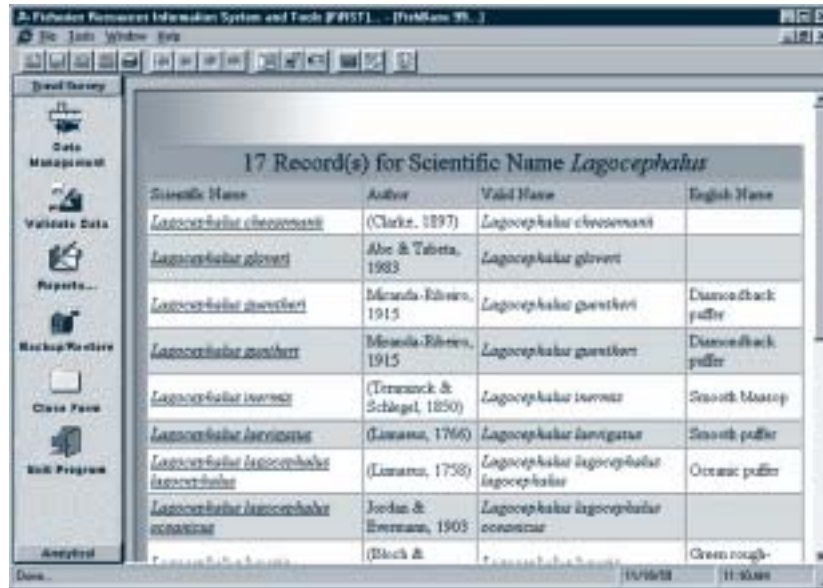 A-Fisheries Resources Information System and Tools [FiRST]... - [FishBase 99...]
File Tools Window Help
Trawl Survey
Data
Management
Validate Data
Reports...
Backup/Restore
Close Form
Exit Program
Analytical
17 Record(s) for Scientific Name Lagocephalus
Scientific Name Author Valid Name English Name
Lagocephalus cheesemanii (Clarke, 1897) Lagocephalus cheesemanii
Lagocephalus gloveri Abe & Tabeta,
1983 Lagocephalus gloveri
Lagocephalus guentheri Miranda-Ribeiro,
1915 Lagocephalus guentheri Diamondback
puffer
Lagocephalus guntheri Miranda-Ribeiro,
1915 Lagocephalus guentheri Diamondback
puffer
Lagocephalus inermis (Temminck &
Schlegel, 1850) Lagocephalus inermis Smooth blaasop
Lagocephalus laevigatus (Linnaeus, 1766) Lagocephalus laevigatus Smooth puffer
Lagocephalus lagocephalus
lagocephalus (Linnaeus, 1758) Lagocephalus lagocephalus
lagocephalus Oceanic puffer
Lagocephalus lagocephalus
oceanicus Jordan &
Evermann, 1903 Lagocephalus lagocephalus
oceanicus
(Bloch & Green rough-
Done 11:10 AM